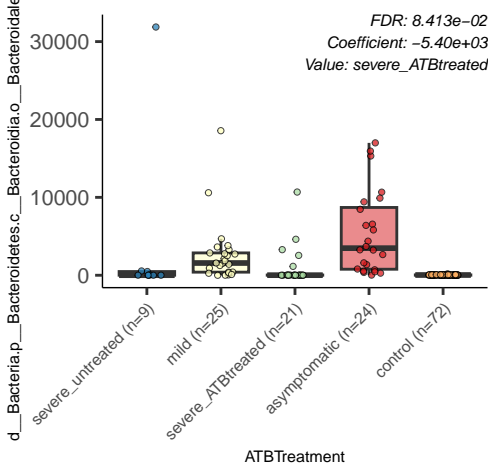 FDR: 8.413e−02
Coefficient: −5.40e+03
Value: severe_ATBtreated
d__Bacteria.p__Bacteroidetes.c__Bacteroidia.o__Bacteroidale
30000
20000
10000
0
severe_untreated (n=9)
mild (n=25)
severe_ATBtreated (n=21)
asymptomatic (n=24)
control (n=72)
ATBTreatment